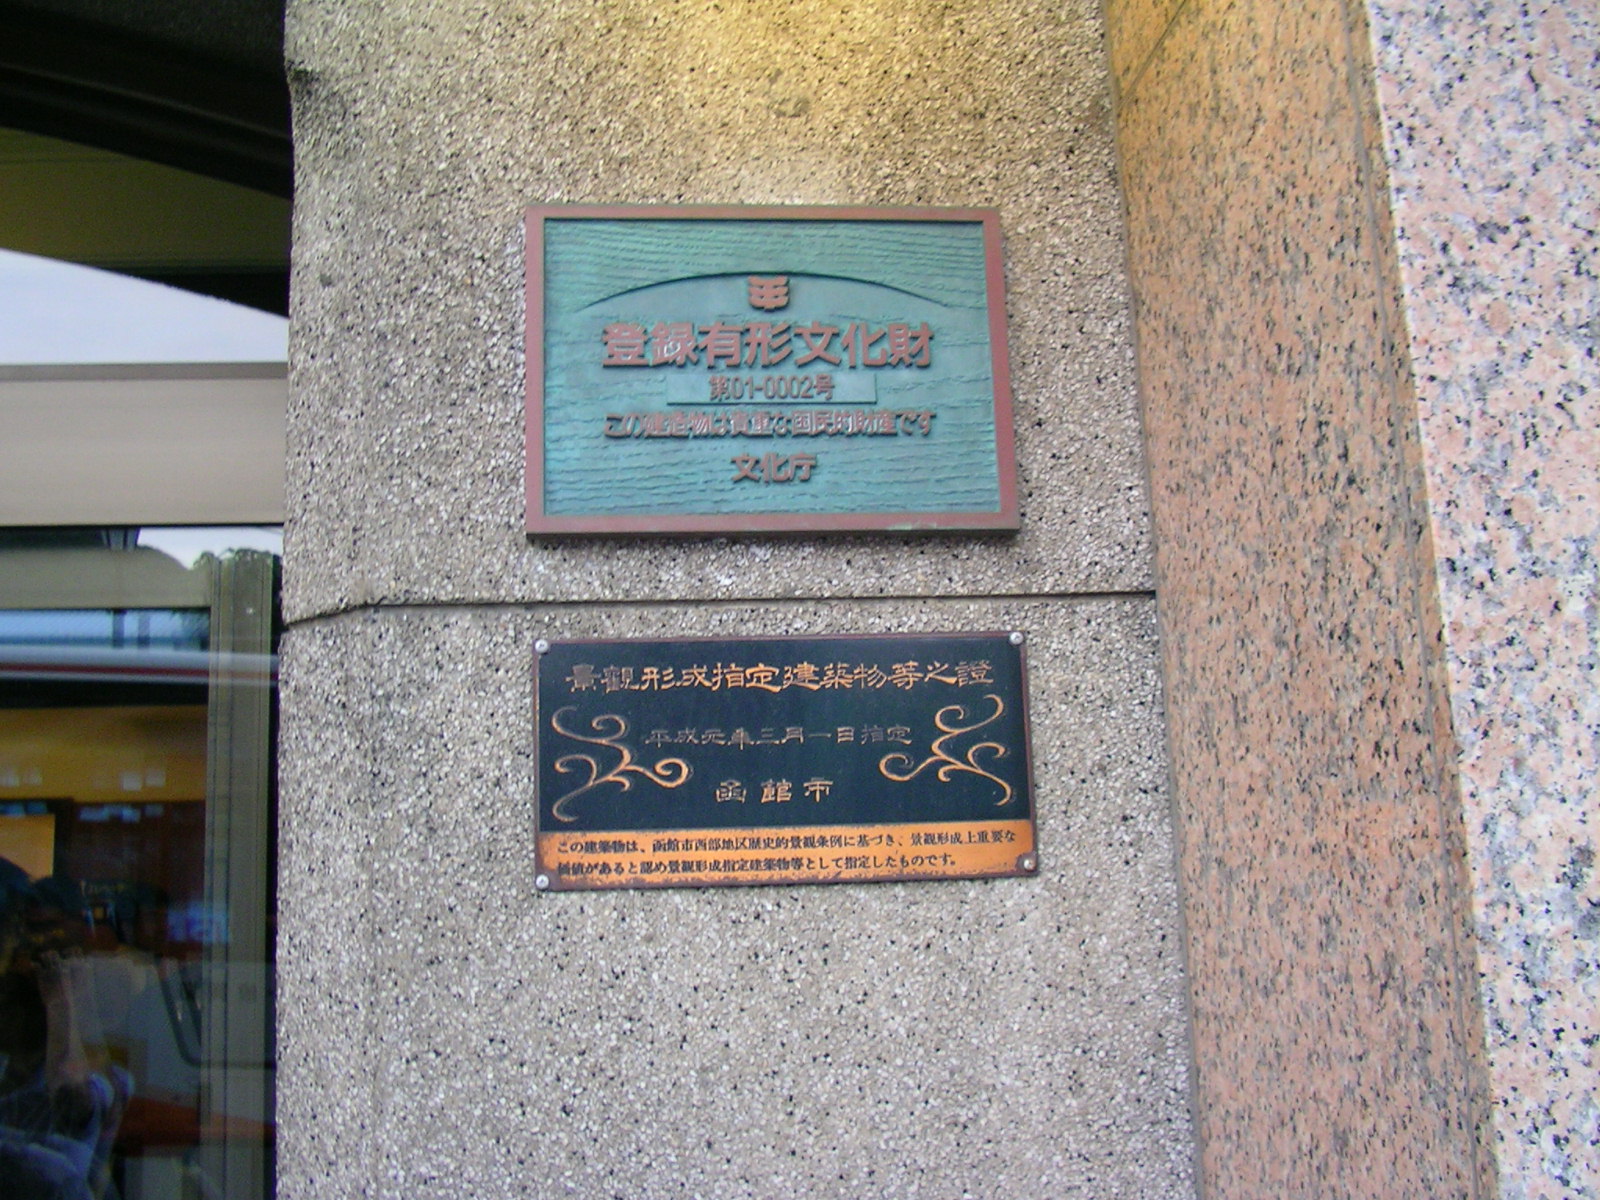 登録有形文化財
第01-0002号
この建造物は貴重な国民的財産です
文化庁
景観形成指定建築物等之證
平成元年三月一日指定
函館市
この建築物は、函館市西部地区歴史的景観条例に基づき、景観形成上重要な
価値があると認め景観形成指定建築物等として指定したものです。